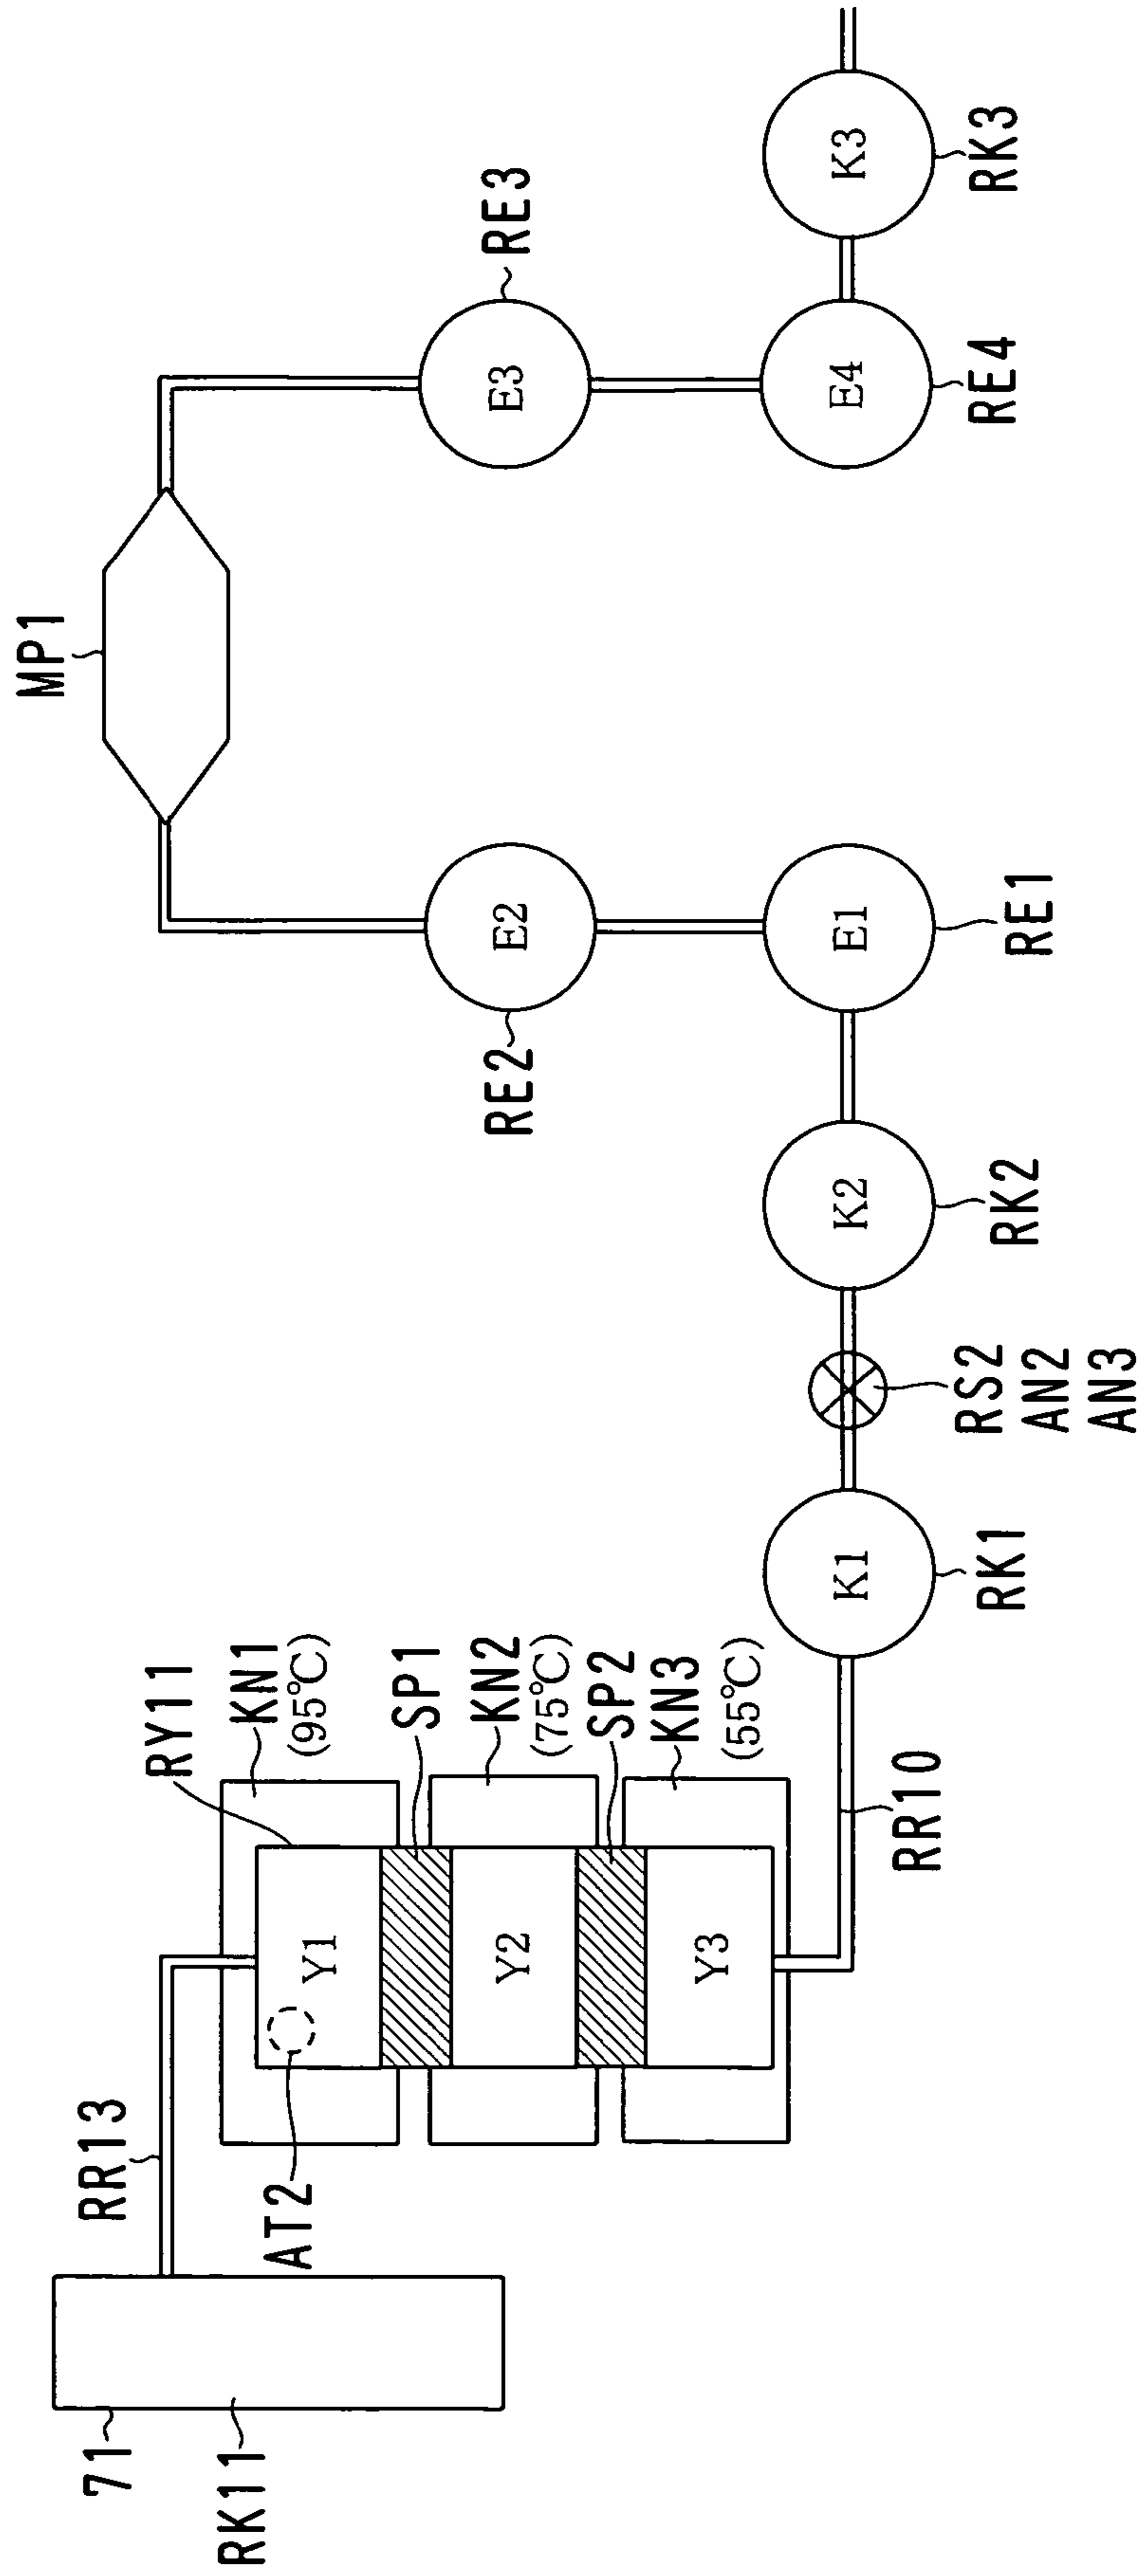 71
RK11
RR13
AT2
RY11
KN1
(95℃)
SP1
KN2
(75℃)
SP2
KN3
(55℃)
Y1
Y2
Y3
RR10
K1
RK1
RS2
AN2
AN3
K2
RK2
E1
RE1
E2
RE2
MP1
E3
RE3
E4
RE4
K3
RK3